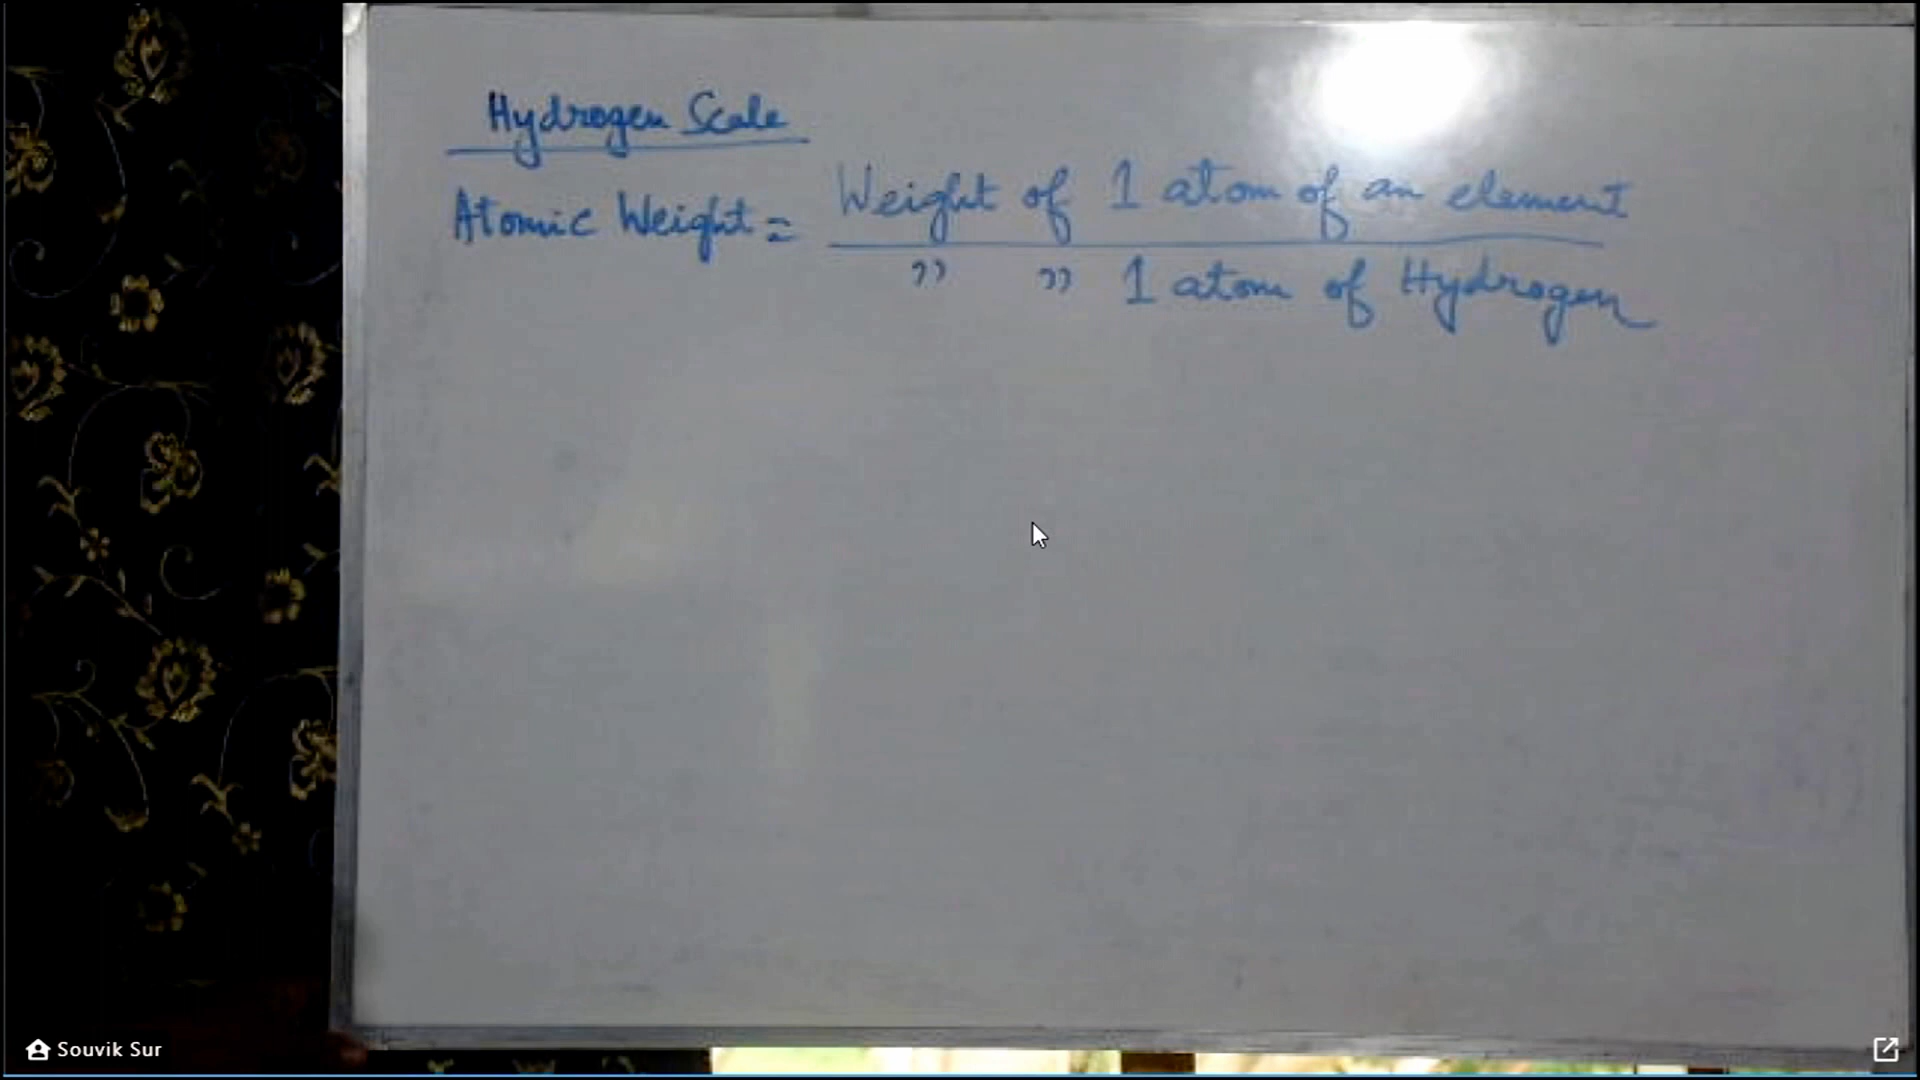 Hydrogen Scale
Atomic Weight = Weight of 1 atom of an element
" " 1 atom of Hydrogen
Souvik Sur